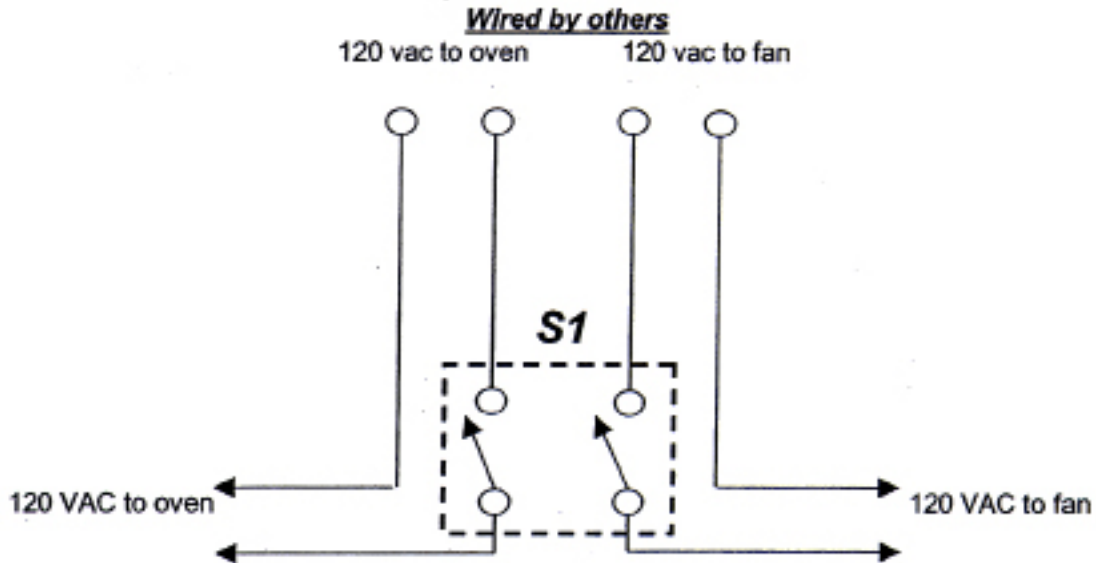 Wired by others
120 vac to oven 120 vac to fan
S1
120 VAC to oven 120 VAC to fan